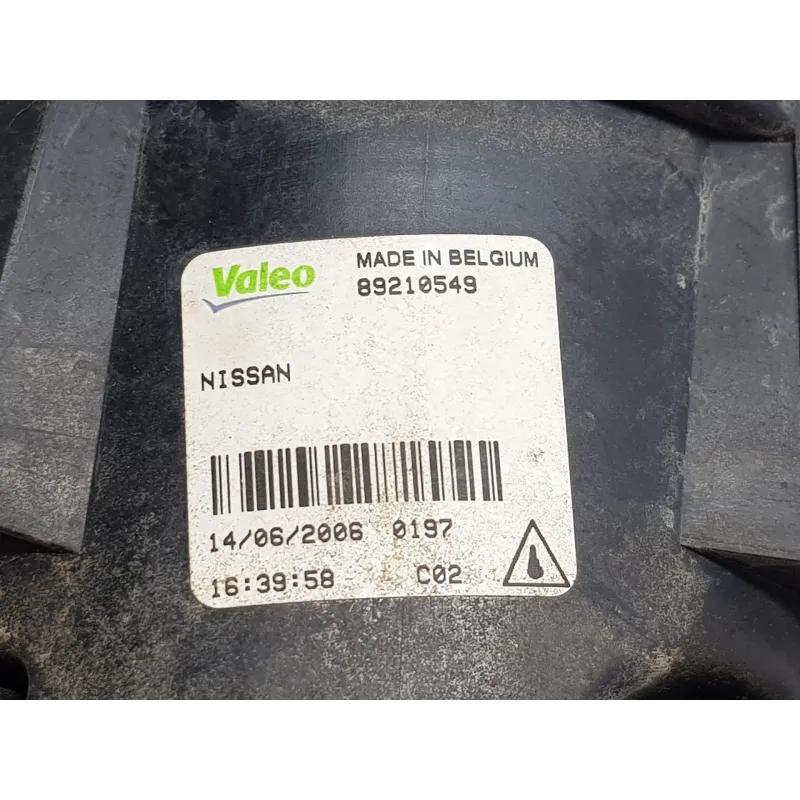 Valeo MADE IN BELGIUM
89210549
NISSAN
14/06/2006 0197
16:39:58 C02